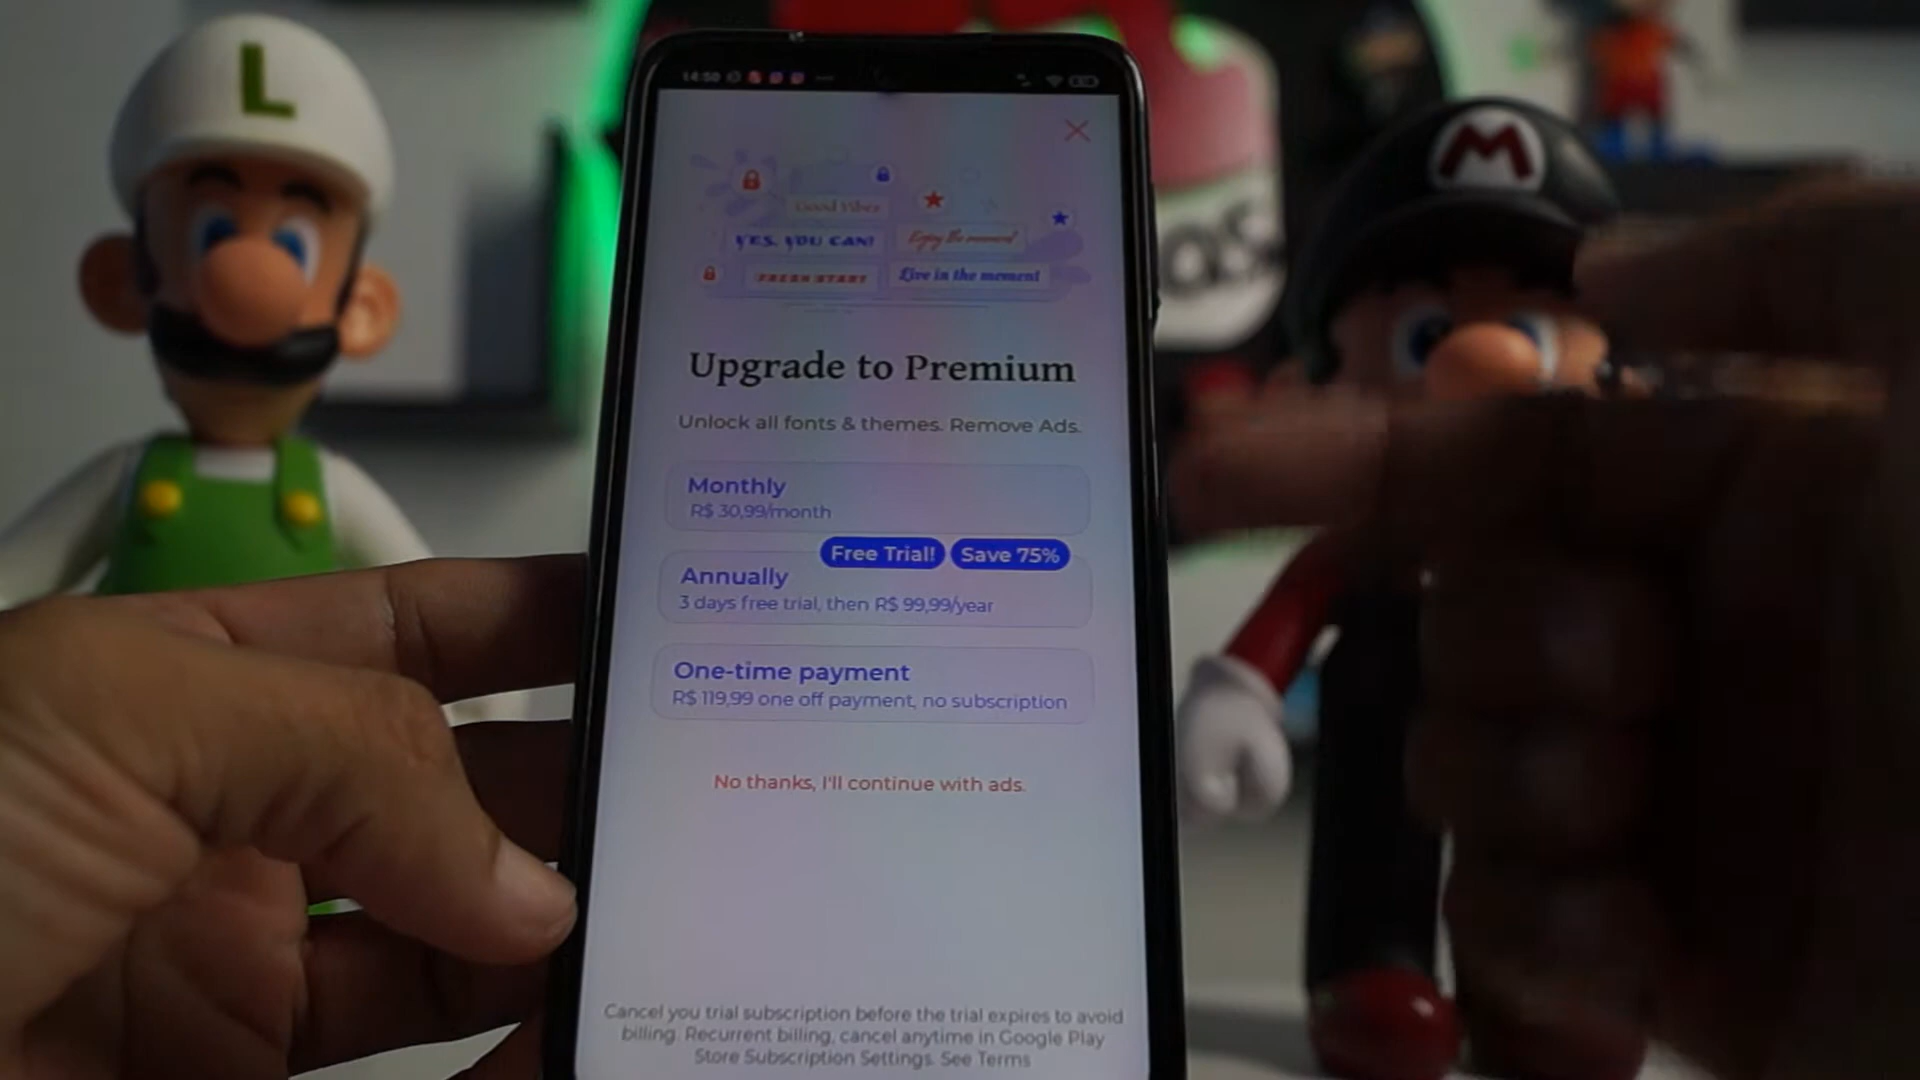 L
M
14:50
Good Vibes
YES, YOU CAN!
Enjoy the moment
FRESH START
Live in the moment
Upgrade to Premium
Unlock all fonts & themes. Remove Ads.
Monthly
R$ 30,99/month
Free Trial! Save 75%
Annually
3 days free trial, then R$ 99,99/year
One-time payment
R$ 119,99 one off payment, no subscription
No thanks, I'll continue with ads.
Cancel you trial subscription before the trial expires to avoid
billing. Recurrent billing, cancel anytime in Google Play
Store Subscription Settings. See Terms